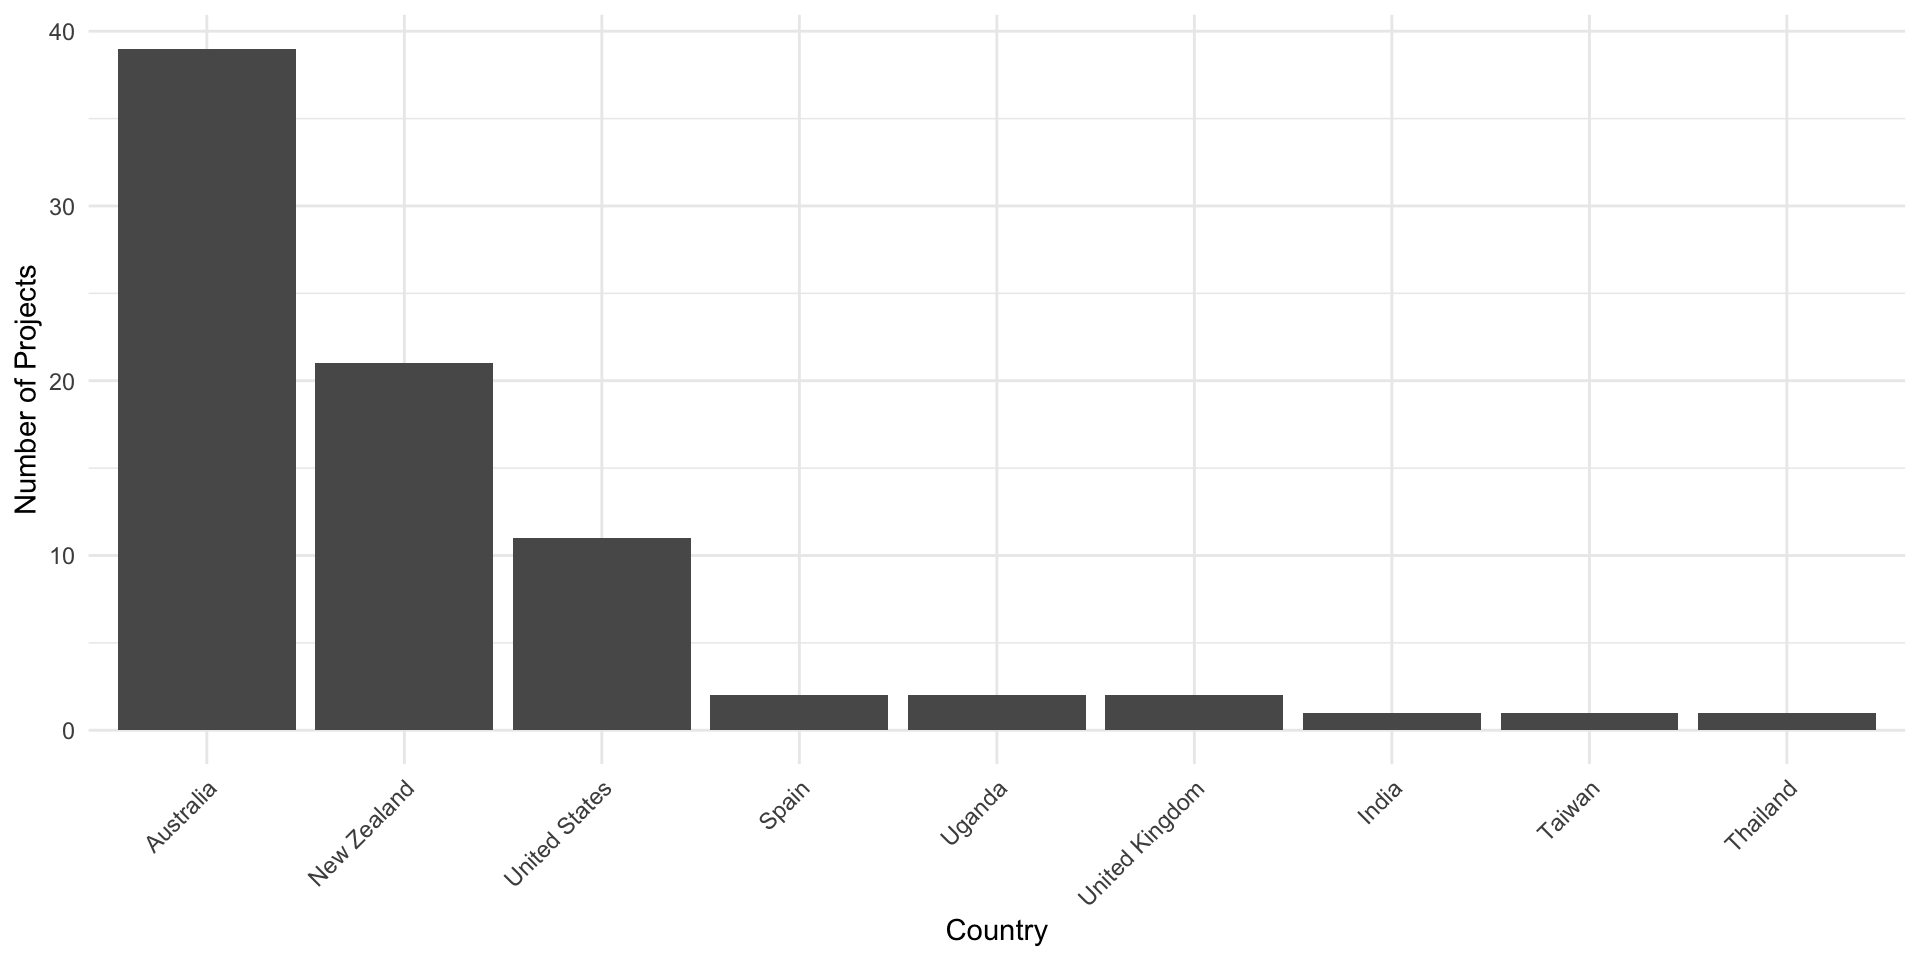 40
30
20
10
0
Number of Projects
Australia
New Zealand
United States
Spain
Uganda
United Kingdom
India
Taiwan
Thailand
Country